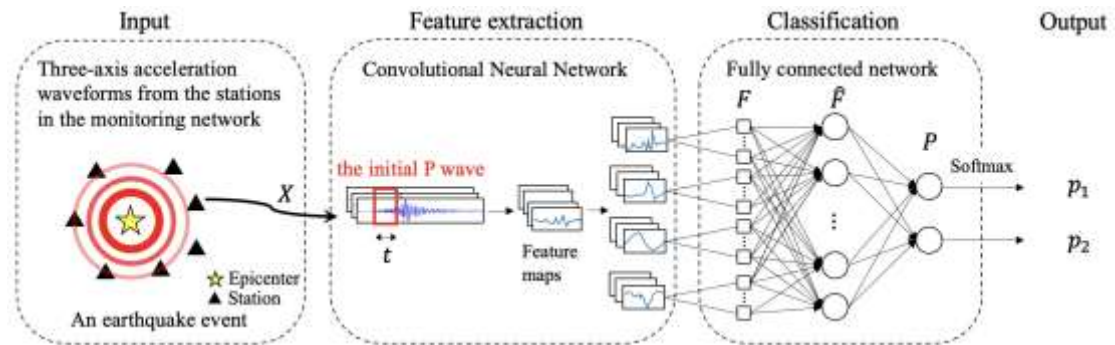 Input
Feature extraction
Classification
Output
Three-axis acceleration
waveforms from the stations
in the monitoring network
Convolutional Neural Network
Fully connected network
F
F̂
P
the initial P wave
X
t
Feature
maps
Softmax
p₁
p₂
Epicenter
Station
An earthquake event